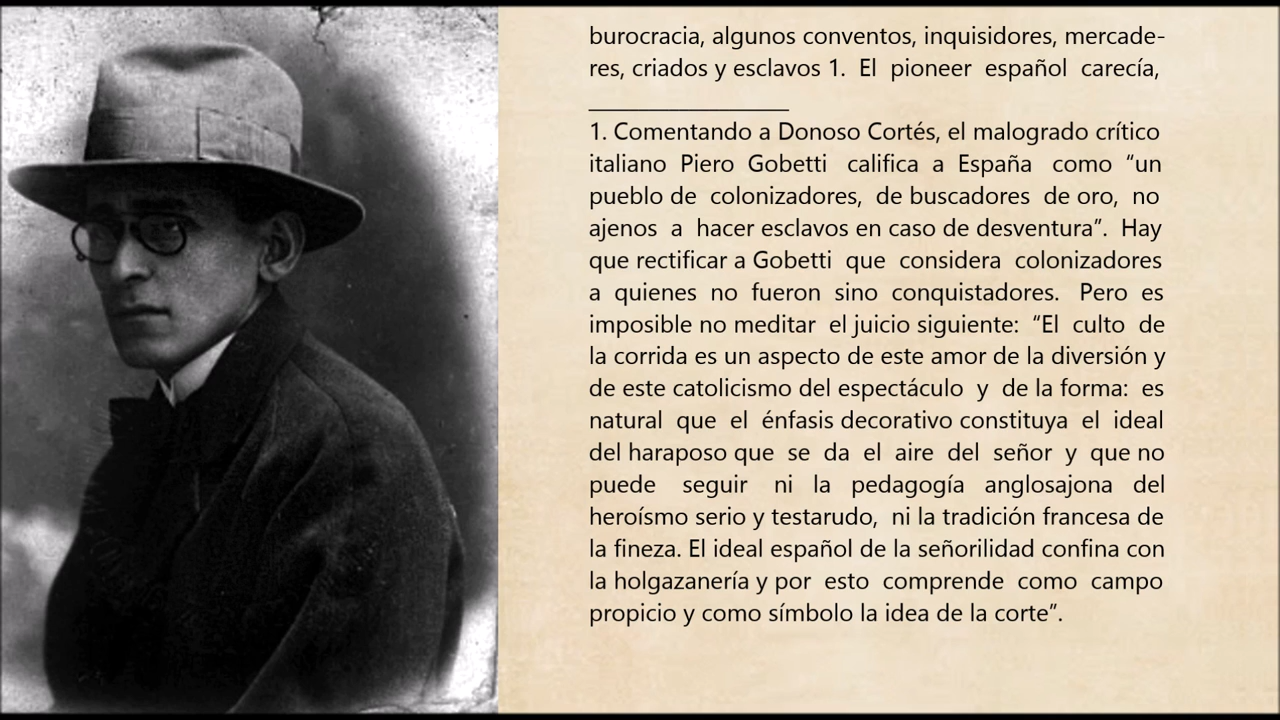 burocracia, algunos conventos, inquisidores, mercade-
res, criados y esclavos 1. El pioneer español carecía,
1. Comentando a Donoso Cortés, el malogrado crítico
italiano Piero Gobetti califica a España como “un
pueblo de colonizadores, de buscadores de oro, no
ajenos a hacer esclavos en caso de desventura”. Hay
que rectificar a Gobetti que considera colonizadores
a quienes no fueron sino conquistadores. Pero es
imposible no meditar el juicio siguiente: “El culto de
la corrida es un aspecto de este amor de la diversión y
de este catolicismo del espectáculo y de la forma: es
natural que el énfasis decorativo constituya el ideal
del haraposo que se da el aire del señor y que no
puede seguir ni la pedagogía anglosajona del
heroísmo serio y testarudo, ni la tradición francesa de
la fineza. El ideal español de la señorilidad confina con
la holgazanería y por esto comprende como campo
propicio y como símbolo la idea de la corte”.